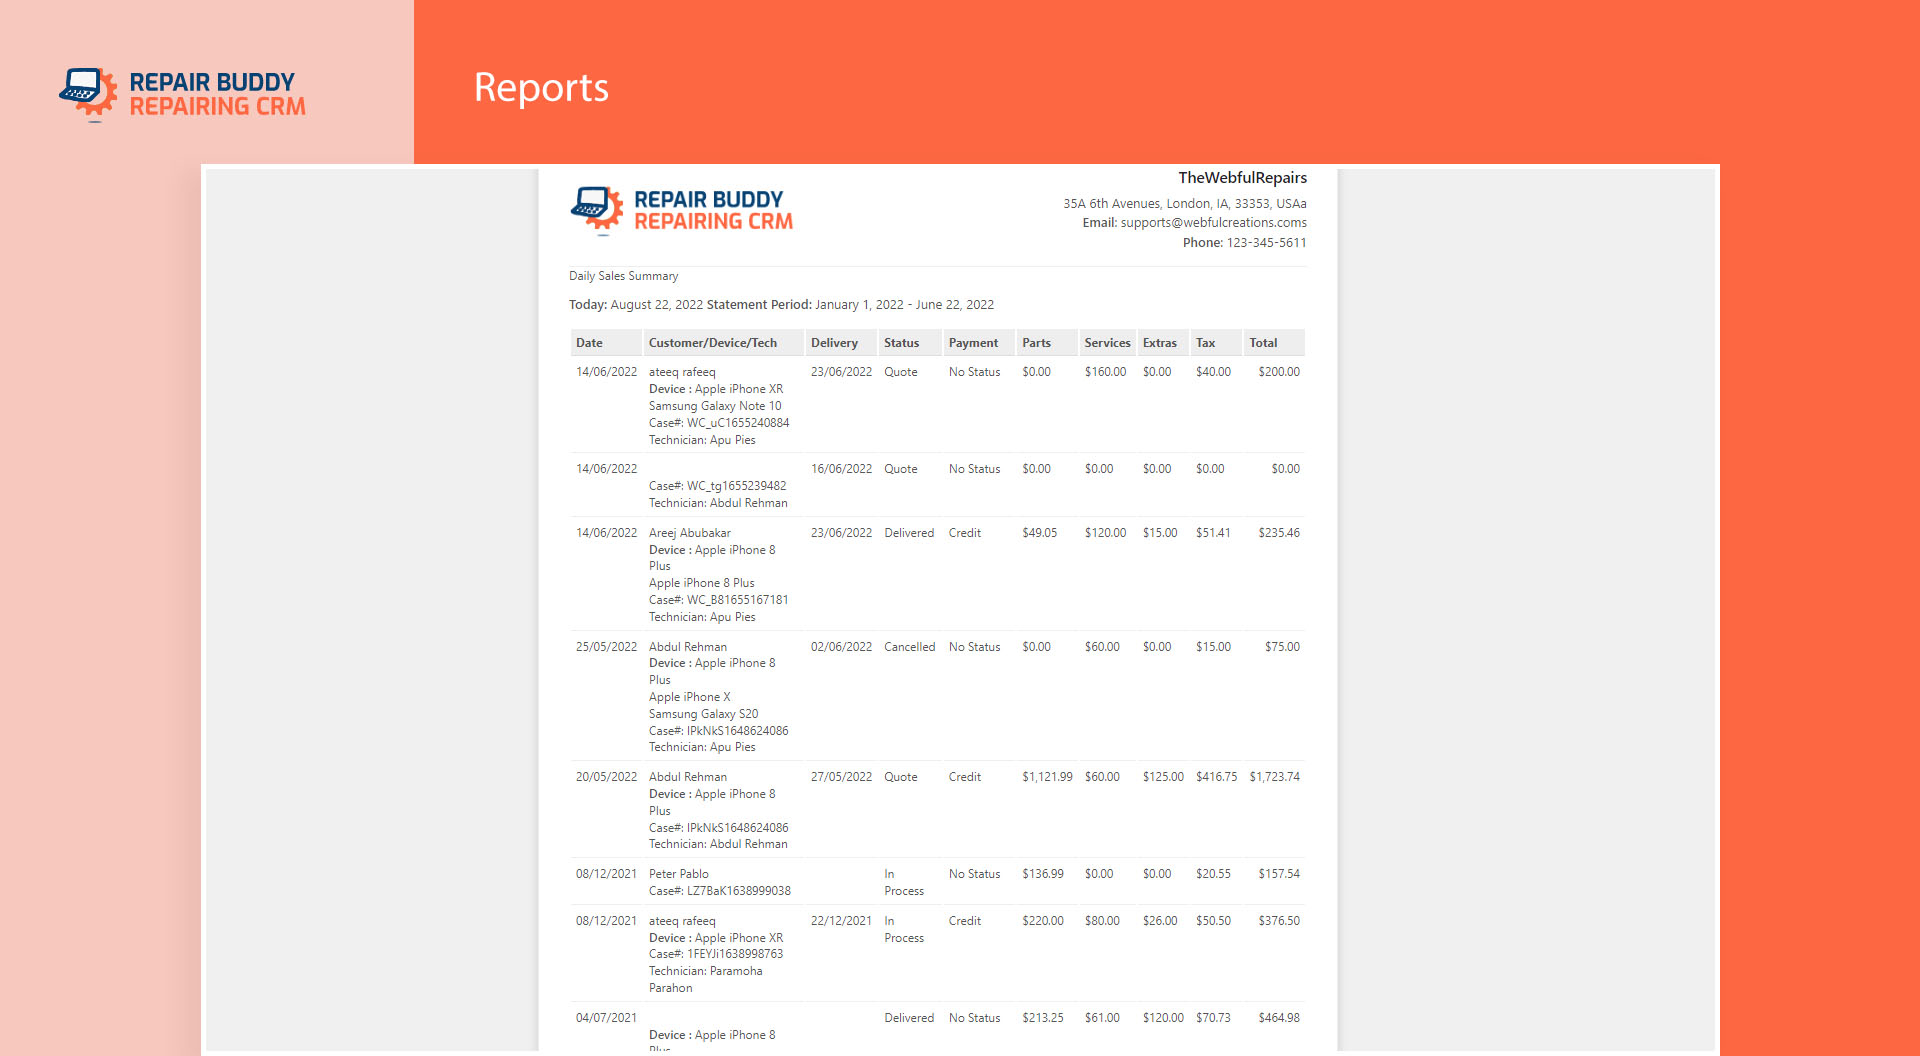 REPAIR BUDDY
REPAIRING CRM
Reports
REPAIR BUDDY
REPAIRING CRM
TheWebfulRepairs
35A 6th Avenues, London, IA, 33353, USAa
Email: supports@webfulcreations.coms
Phone: 123-345-5611
Daily Sales Summary
Today: August 22, 2022 Statement Period: January 1, 2022 - June 22, 2022
Date Customer/Device/Tech Delivery Status Payment Parts Services Extras Tax Total
14/06/2022 ateeq rafeeq 23/06/2022 Quote No Status $0.00 $160.00 $0.00 $40.00 $200.00
Device : Apple iPhone XR
Samsung Galaxy Note 10
Case#: WC_uC1655240884
Technician: Apu Pies
14/06/2022 16/06/2022 Quote No Status $0.00 $0.00 $0.00 $0.00 $0.00
Case#: WC_tg1655239482
Technician: Abdul Rehman
14/06/2022 Areej Abubakar 23/06/2022 Delivered Credit $49.05 $120.00 $15.00 $51.41 $235.46
Device : Apple iPhone 8
Plus
Apple iPhone 8 Plus
Case#: WC_B81655167181
Technician: Apu Pies
25/05/2022 Abdul Rehman 02/06/2022 Cancelled No Status $0.00 $60.00 $0.00 $15.00 $75.00
Device : Apple iPhone 8
Plus
Apple iPhone X
Samsung Galaxy S20
Case#: IPkNkS1648624086
Technician: Apu Pies
20/05/2022 Abdul Rehman 27/05/2022 Quote Credit $1,121.99 $60.00 $125.00 $416.75 $1,723.74
Device : Apple iPhone 8
Plus
Case#: IPkNkS1648624086
Technician: Abdul Rehman
08/12/2021 Peter Pablo In No Status $136.99 $0.00 $0.00 $20.55 $157.54
Case#: LZ7BaK1638999038 Process
08/12/2021 ateeq rafeeq 22/12/2021 In Credit $220.00 $80.00 $26.00 $50.50 $376.50
Device : Apple iPhone XR Process
Case#: 1FEYJi1638998763
Technician: Paramoha
Parahon
04/07/2021 Delivered No Status $213.25 $61.00 $120.00 $70.73 $464.98
Device : Apple iPhone 8
Plus